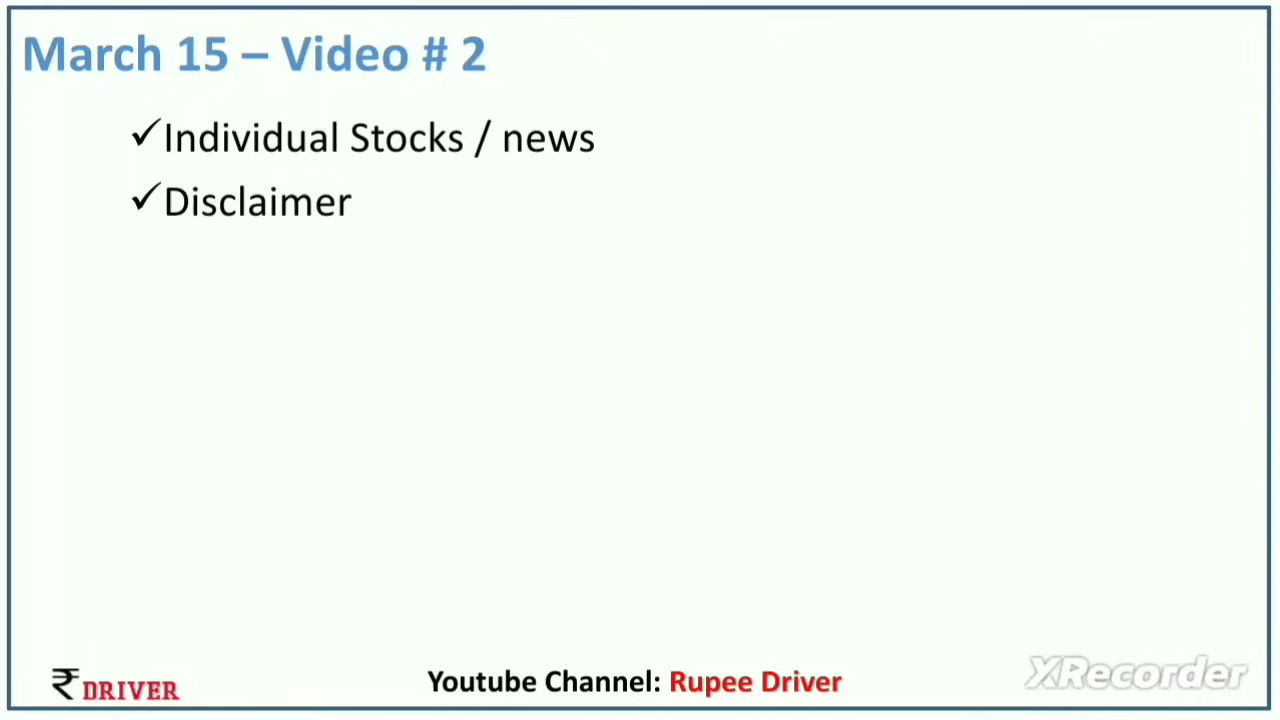 March 15 – Video # 2
✓Individual Stocks / news
✓Disclaimer
₹ DRIVER
Youtube Channel: Rupee Driver
XRecorder